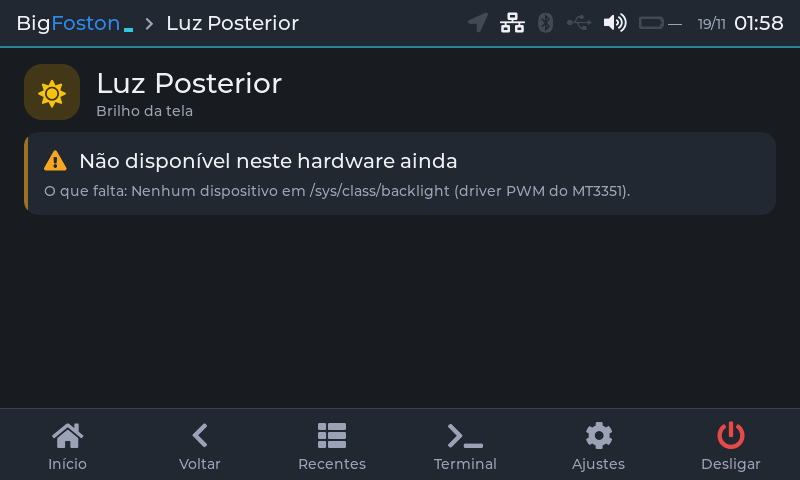 BigFoston_ > Luz Posterior
19/11 01:58
Luz Posterior
Brilho da tela
Não disponível neste hardware ainda
O que falta: Nenhum dispositivo em /sys/class/backlight (driver PWM do MT3351).
Início Voltar Recentes Terminal Ajustes Desligar